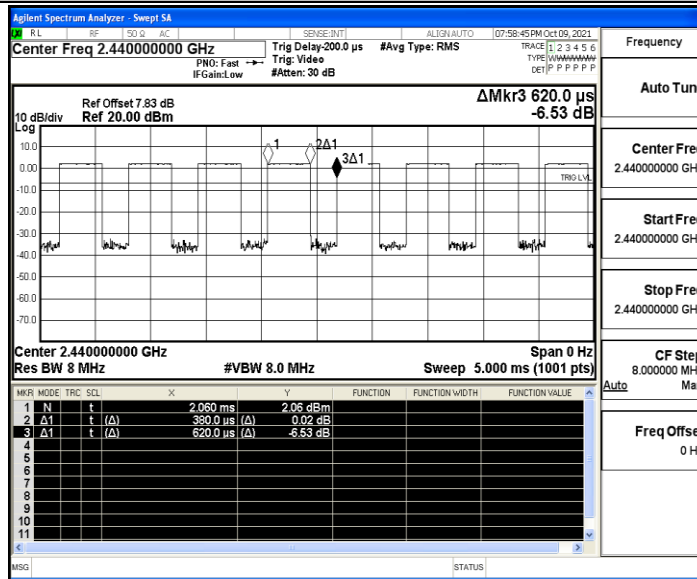 Agilent Spectrum Analyzer - Swept SA
RL RF 50 Ω AC SENSE:INT ALIGN AUTO 07:58:45 PM Oct 09, 2021
Center Freq 2.440000000 GHz
PNO: Fast
IFGain:Low
Trig Delay-200.0 µs
Trig: Video
#Atten: 30 dB
#Avg Type: RMS
TRACE 1 2 3 4 5 6
TYPE
DET P P P P P P
Frequency
Auto Tun
Center Fre
2.440000000 GH
Start Fre
2.440000000 GH
Stop Fre
2.440000000 GH
CF Step
8.000000 MH
Auto Ma
Freq Offse
0 H
ΔMkr3 620.0 µs
-6.53 dB
Ref Offset 7.83 dB
10 dB/div Ref 20.00 dBm
Log
10.0
0.00
-10.0
-20.0
-30.0
-40.0
-50.0
-60.0
-70.0
1
2Δ1
3Δ1
TRIG LVL
Center 2.440000000 GHz Span 0 Hz
Res BW 8 MHz #VBW 8.0 MHz Sweep 5.000 ms (1001 pts)
MKR MODE TRC SCL X Y FUNCTION FUNCTION WIDTH FUNCTION VALUE
1 N t 2.060 ms 2.06 dBm
2 Δ1 t (Δ) 380.0 µs (Δ) 0.02 dB
3 Δ1 t (Δ) 620.0 µs (Δ) -6.53 dB
4
5
6
7
8
9
10
11
MSG STATUS